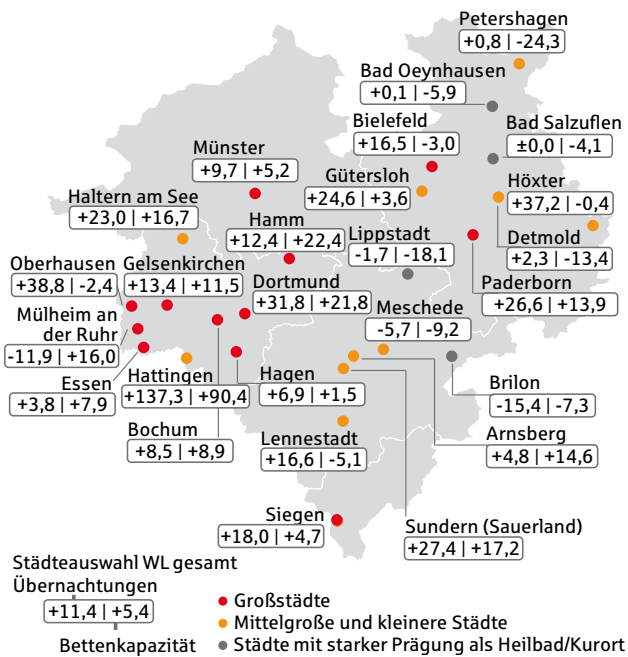 Petershagen
+0,8 | -24,3
Bad Oeynhausen
+0,1 | -5,9
Bielefeld
+16,5 | -3,0
Bad Salzuflen
±0,0 | -4,1
Münster
+9,7 | +5,2
Gütersloh
+24,6 | +3,6
Höxter
+37,2 | -0,4
Haltern am See
+23,0 | +16,7
Hamm
+12,4 | +22,4
Lippstadt
-1,7 | -18,1
Detmold
+2,3 | -13,4
Oberhausen
+38,8 | -2,4
Gelsenkirchen
+13,4 | +11,5
Dortmund
+31,8 | +21,8
Paderborn
+26,6 | +13,9
Mülheim an
der Ruhr
-11,9 | +16,0
Meschede
-5,7 | -9,2
Essen
+3,8 | +7,9
Hattingen
+137,3 | +90,4
Hagen
+6,9 | +1,5
Brilon
-15,4 | -7,3
Bochum
+8,5 | +8,9
Lennestadt
+16,6 | -5,1
Arnsberg
+4,8 | +14,6
Siegen
+18,0 | +4,7
Sundern (Sauerland)
+27,4 | +17,2
Städteauswahl WL gesamt
Übernachtungen
+11,4 | +5,4
Bettenkapazität
Großstädte
Mittelgroße und kleinere Städte
Städte mit starker Prägung als Heilbad/Kurort